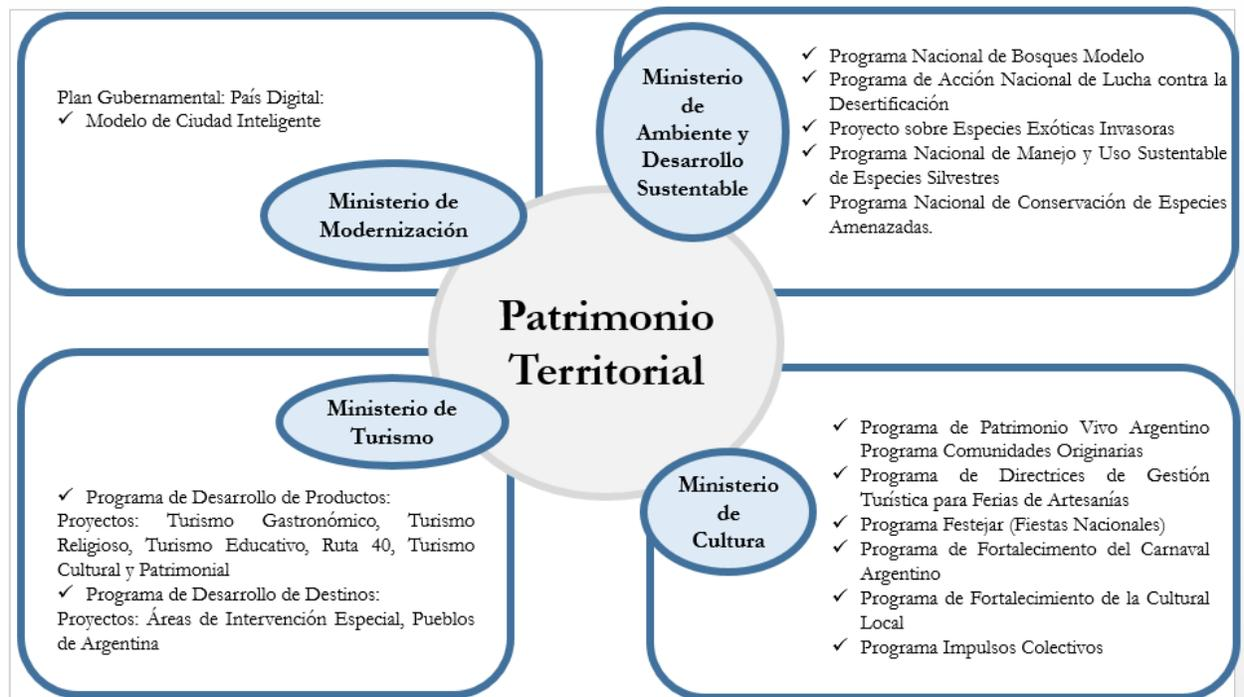 Plan Gubernamental: País Digital:
✓ Modelo de Ciudad Inteligente
Ministerio de
Modernización
Ministerio
de
Ambiente y
Desarrollo
Sustentable
✓ Programa Nacional de Bosques Modelo
✓ Programa de Acción Nacional de Lucha contra la
Desertificación
✓ Proyecto sobre Especies Exóticas Invasoras
✓ Programa Nacional de Manejo y Uso Sustentable
de Especies Silvestres
✓ Programa Nacional de Conservación de Especies
Amenazadas.
Patrimonio
Territorial
Ministerio de
Turismo
✓ Programa de Desarrollo de Productos:
Proyectos: Turismo Gastronómico, Turismo
Religioso, Turismo Educativo, Ruta 40, Turismo
Cultural y Patrimonial
✓ Programa de Desarrollo de Destinos:
Proyectos: Áreas de Intervención Especial, Pueblos
de Argentina
Ministerio
de
Cultura
✓ Programa de Patrimonio Vivo Argentino
Programa Comunidades Originarias
✓ Programa de Directrices de Gestión
Turística para Ferias de Artesanías
✓ Programa Festejar (Fiestas Nacionales)
✓ Programa de Fortalecimiento del Carnaval
Argentino
✓ Programa de Fortalecimiento de la Cultural
Local
✓ Programa Impulsos Colectivos